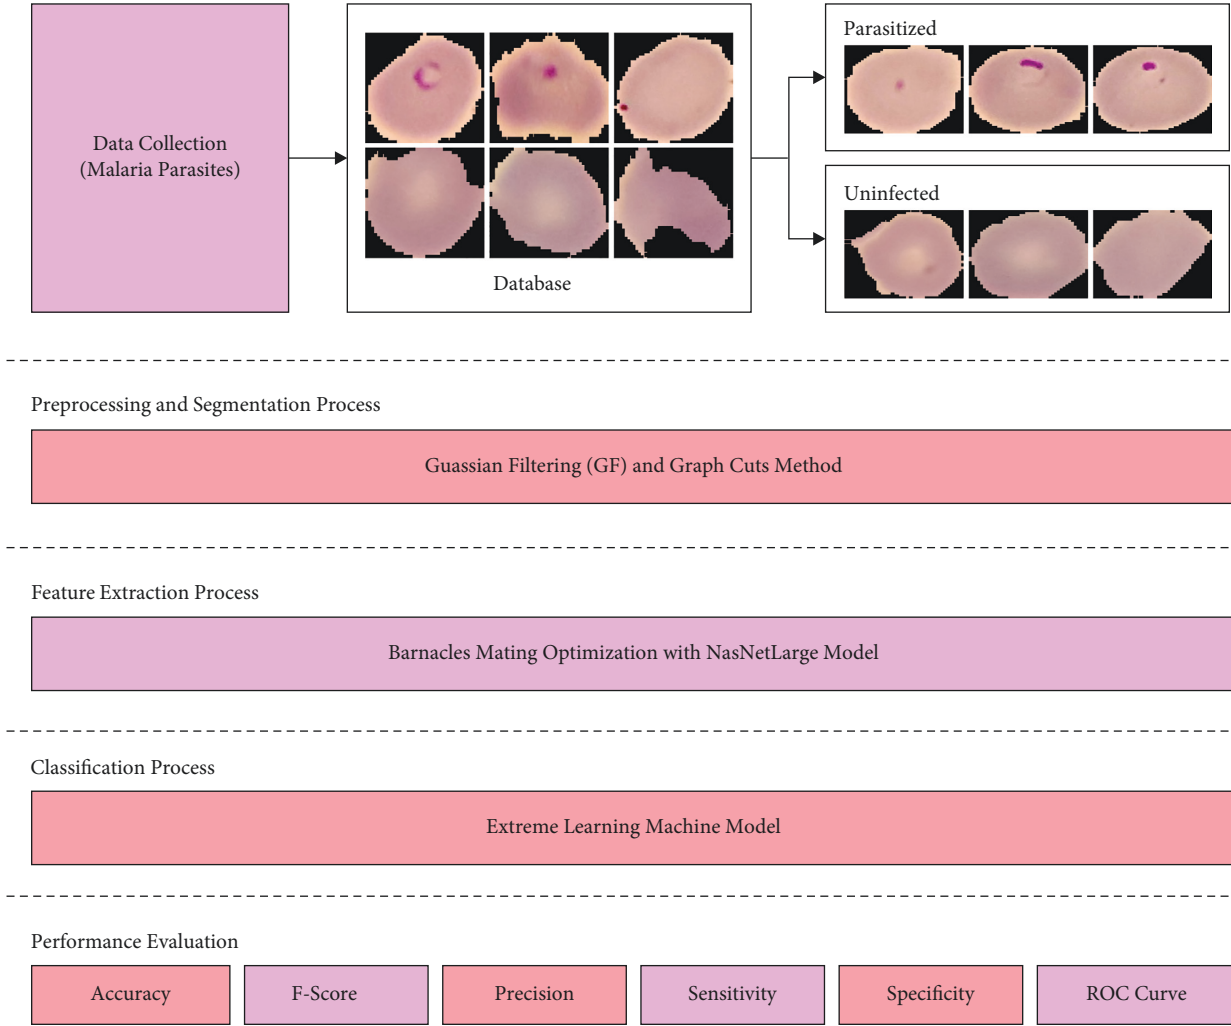 Data Collection
(Malaria Parasites)
Database
Parasitized
Uninfected
Preprocessing and Segmentation Process
Guassian Filtering (GF) and Graph Cuts Method
Feature Extraction Process
Barnacles Mating Optimization with NasNetLarge Model
Classification Process
Extreme Learning Machine Model
Performance Evaluation
Accuracy
F-Score
Precision
Sensitivity
Specificity
ROC Curve